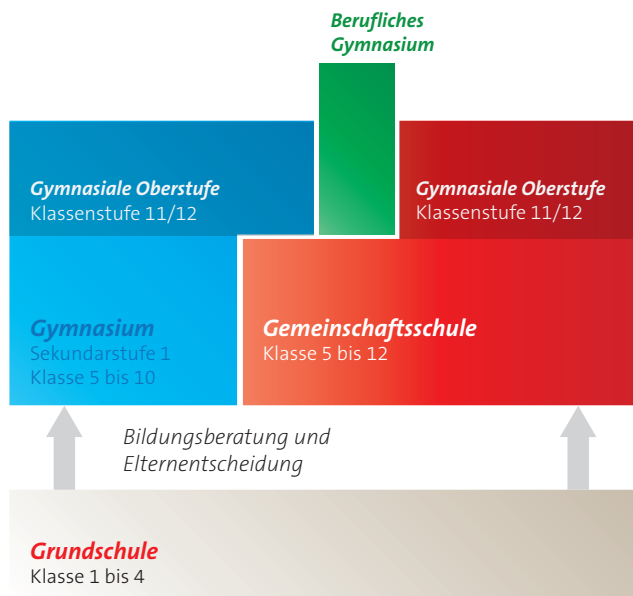 Berufliches
Gymnasium
Gymnasiale Oberstufe
Klassenstufe 11/12
Gymnasiale Oberstufe
Klassenstufe 11/12
Gymnasium
Sekundarstufe 1
Klasse 5 bis 10
Gemeinschaftsschule
Klasse 5 bis 12
Bildungsberatung und
Elternentscheidung
Grundschule
Klasse 1 bis 4